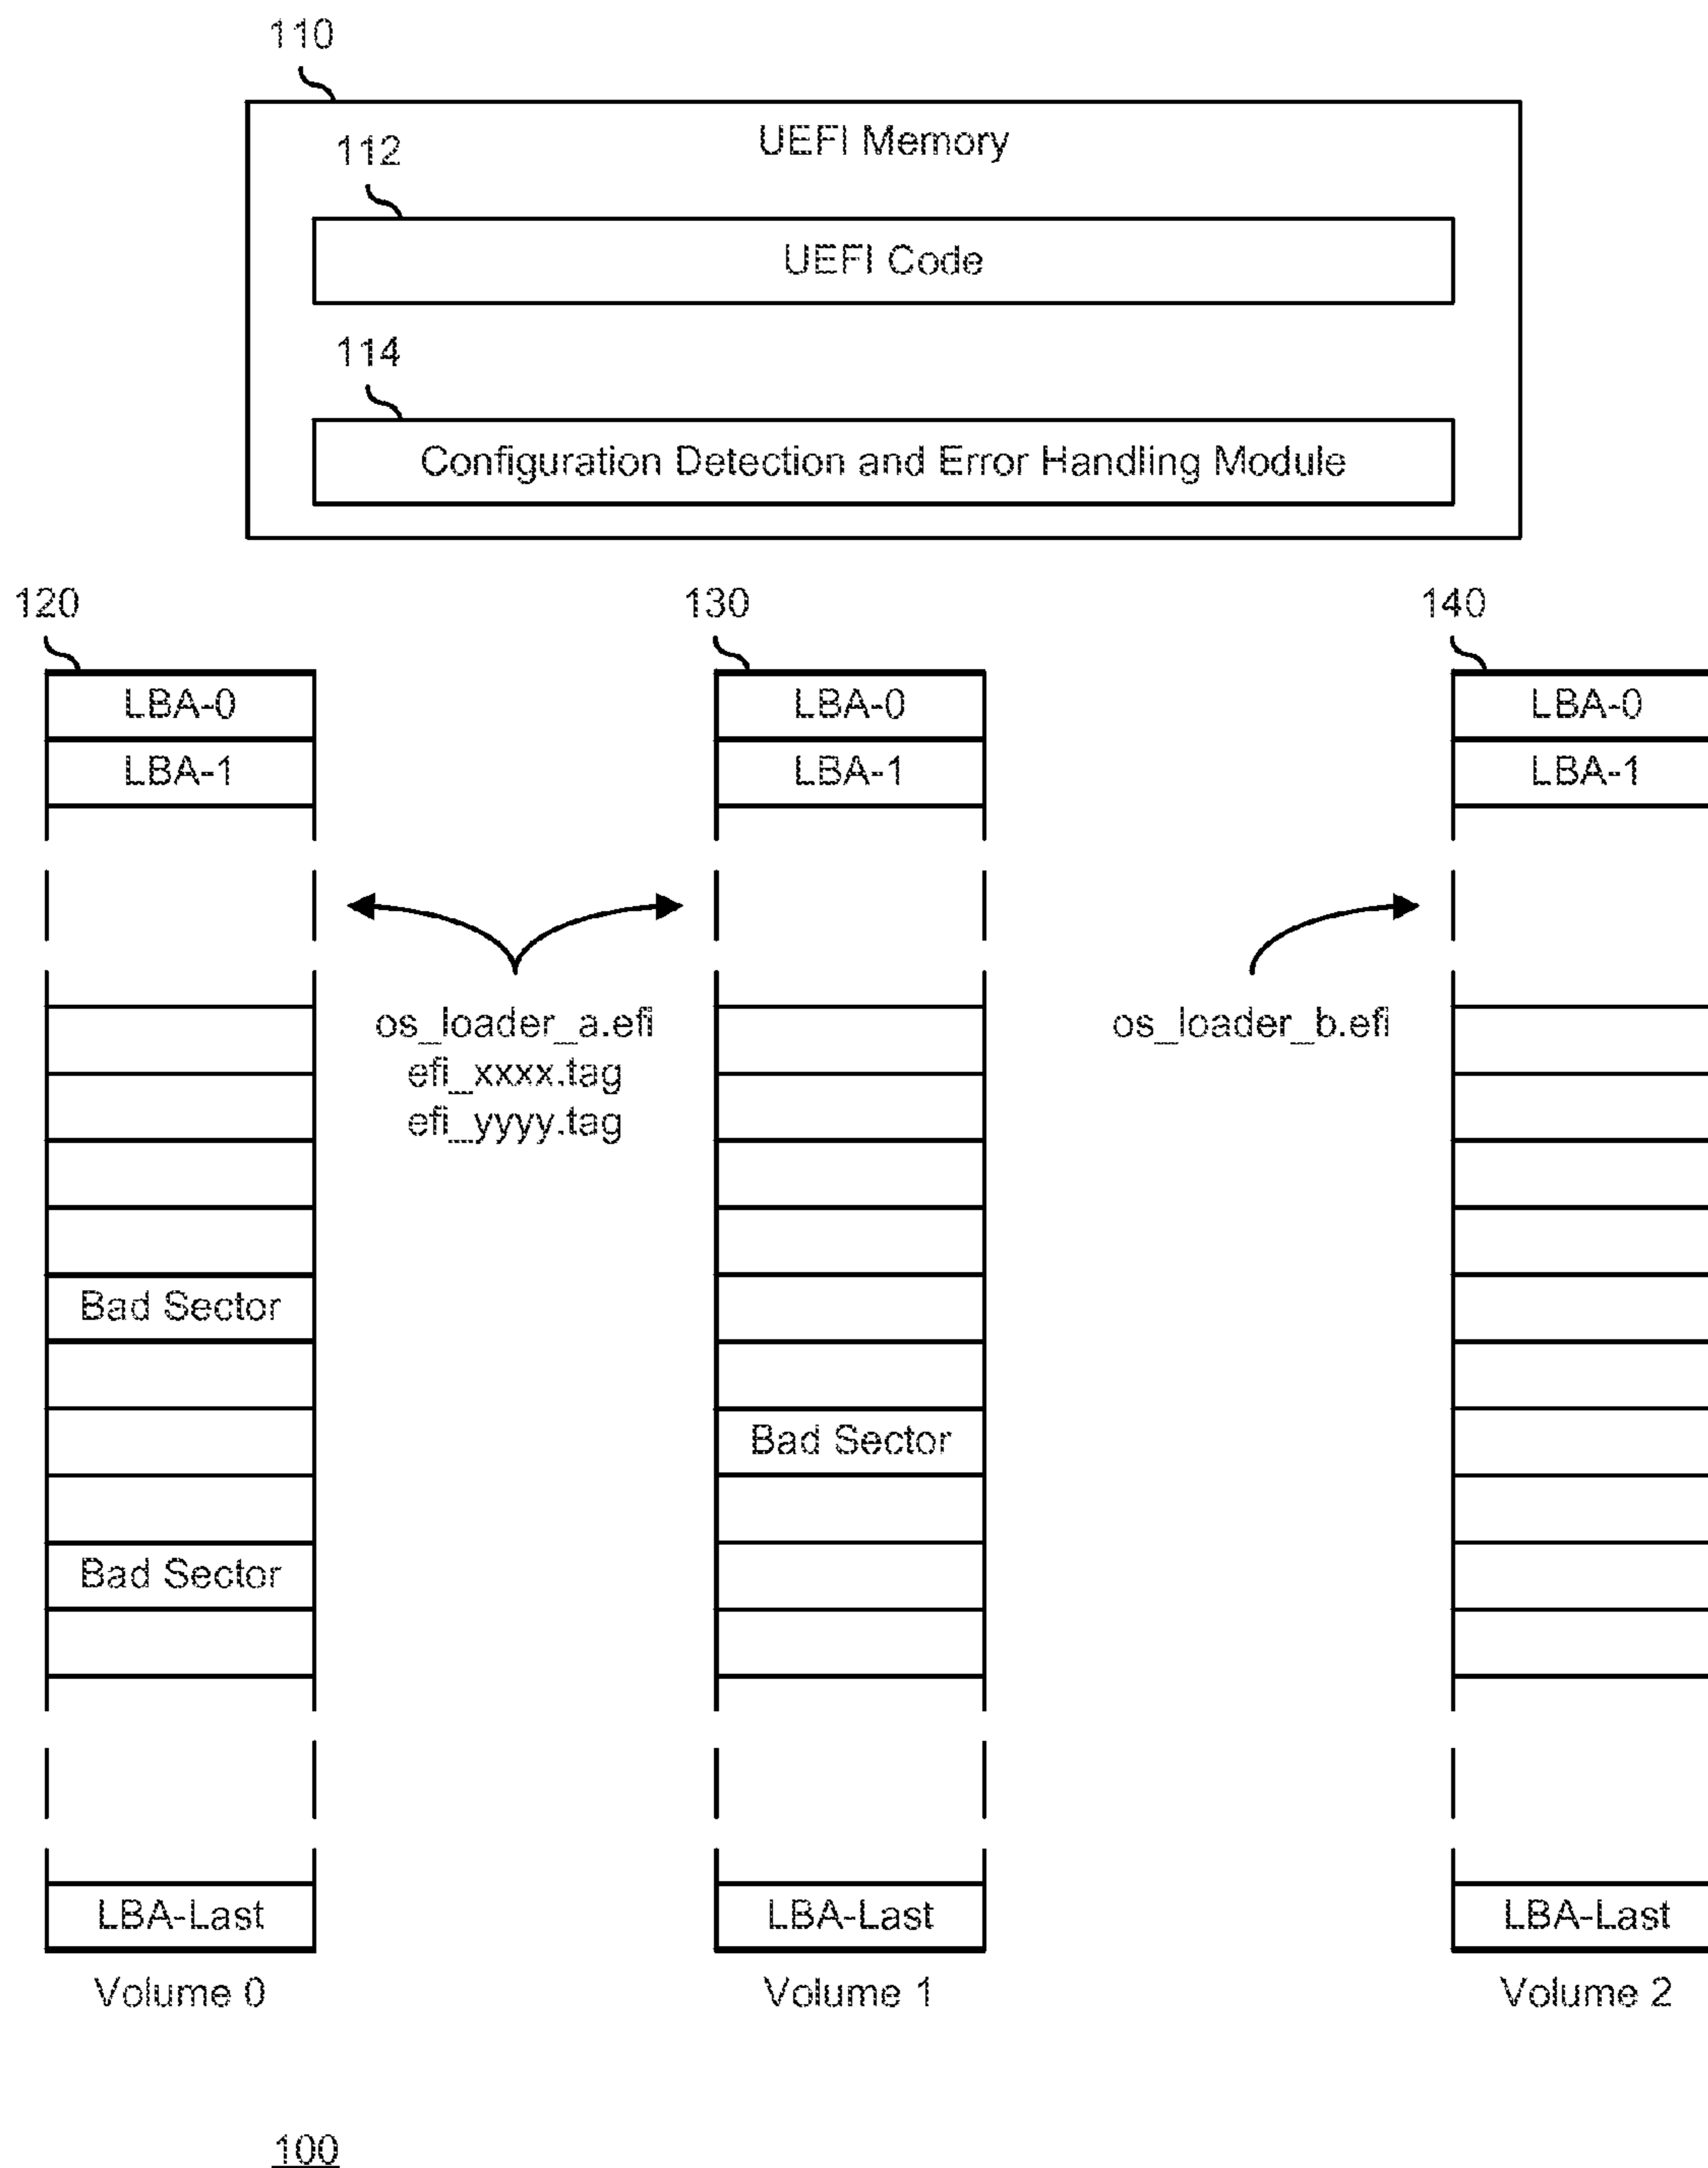 110
UEFI Memory
112
UEFI Code
114
Configuration Detection and Error Handling Module
120
130
140
LBA-0
LBA-0
LBA-0
LBA-1
LBA-1
LBA-1
os_loader_a.efi
efi_xxxx.tag
efi_yyyy.tag
os_loader_b.efi
Bad Sector
Bad Sector
Bad Sector
LBA-Last
LBA-Last
LBA-Last
Volume 0
Volume 1
Volume 2
100